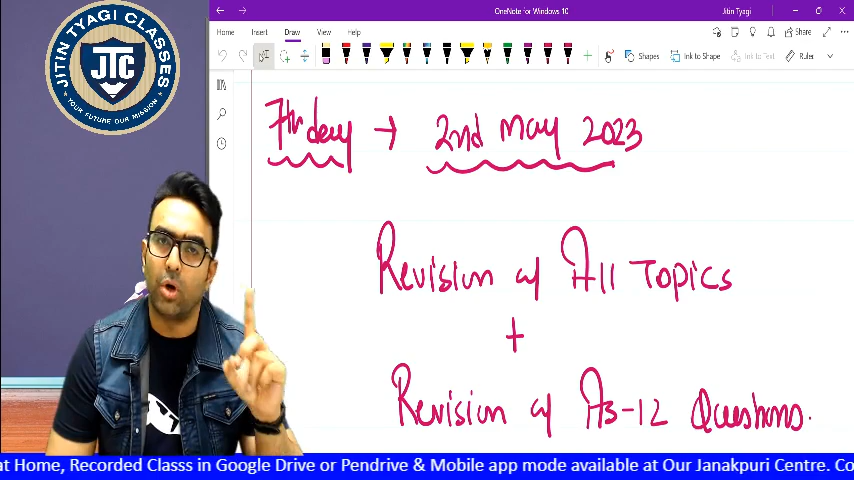 OneNote for Windows 10
Jitin Tyagi
Home Insert Draw View Help
Share
Shapes Ink to Shape Ink to Text Ruler
JITIN TYAGI CLASSES
JTC
"YOUR FUTURE OUR MISSION"
7th day → 2nd may 2023
Revision of All Topics
+
Revision of As-12 Questions.
at Home, Recorded Classs in Google Drive or Pendrive & Mobile app mode available at Our Janakpuri Centre. Co